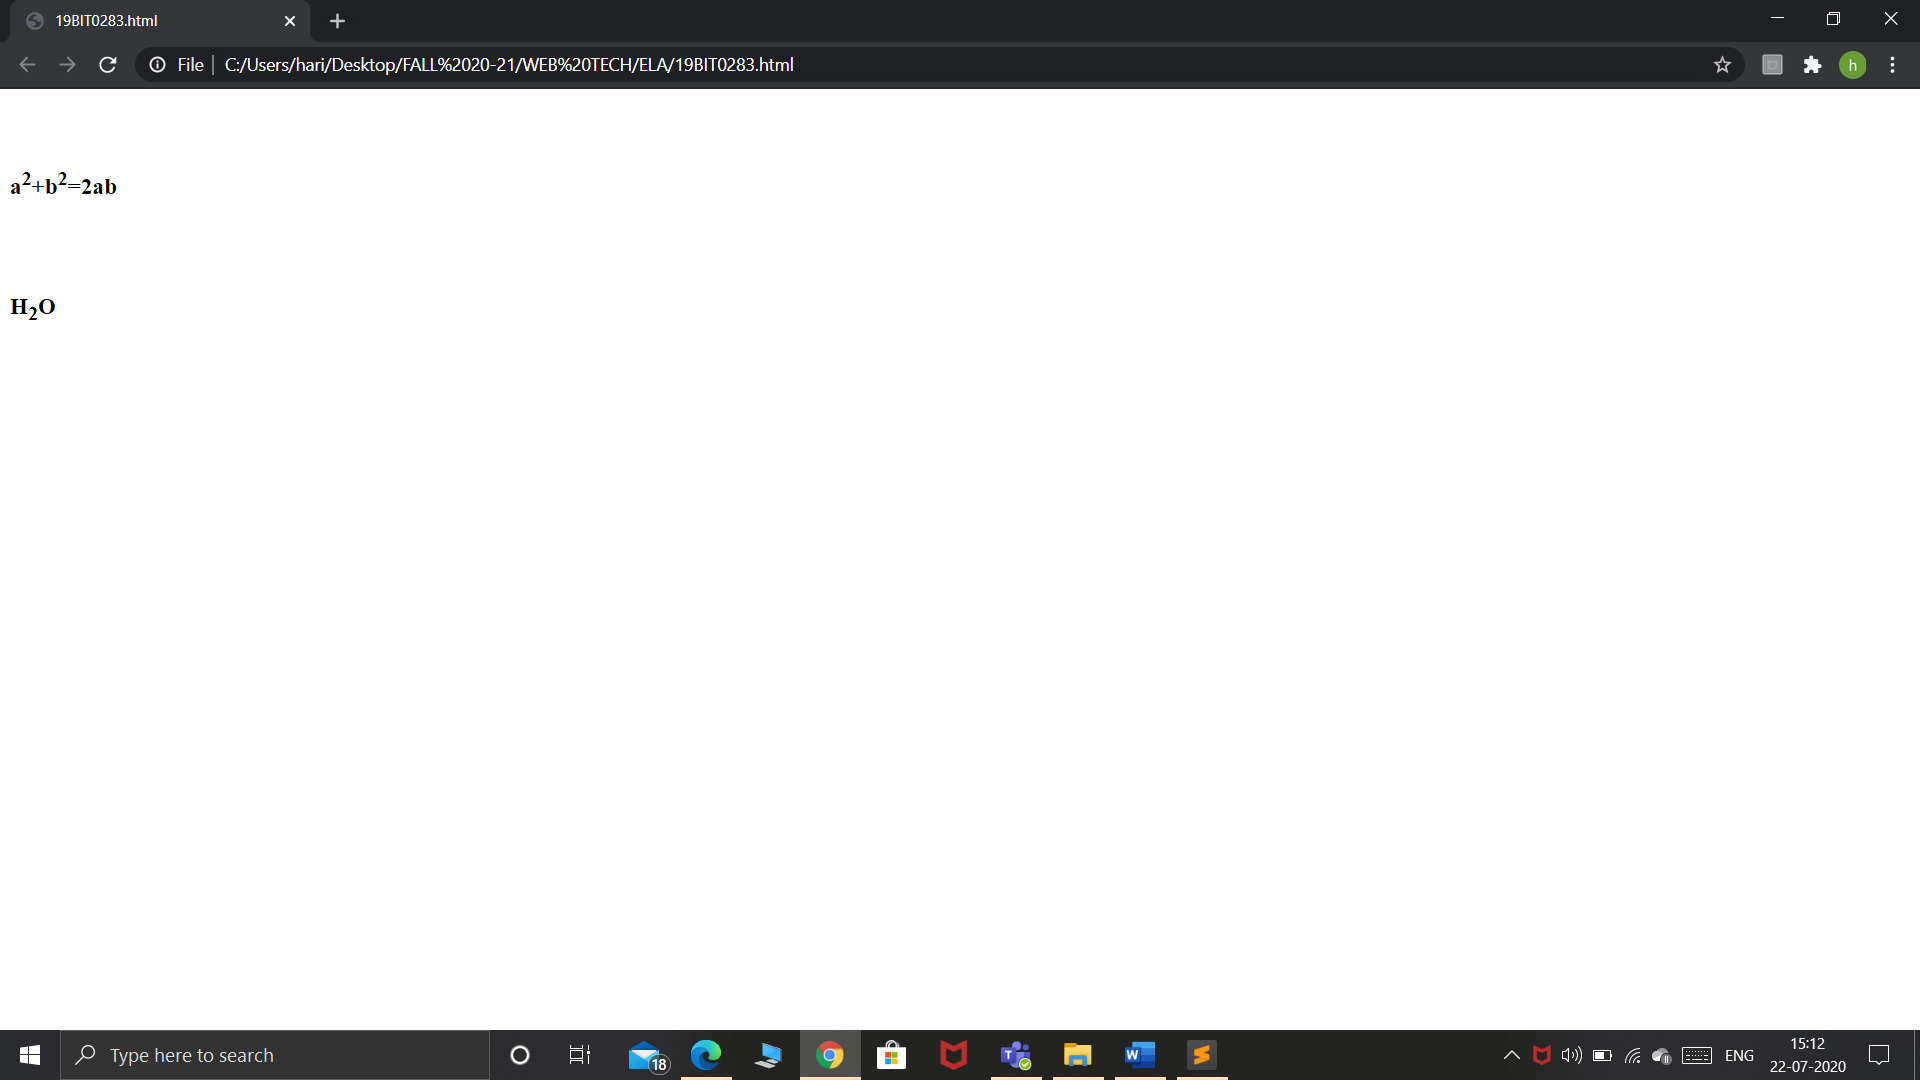 19BIT0283.html
File | C:/Users/hari/Desktop/FALL%2020-21/WEB%20TECH/ELA/19BIT0283.html
h
a²+b²=2ab
H₂O
Type here to search
18
T
W
ENG
15:12
22-07-2020